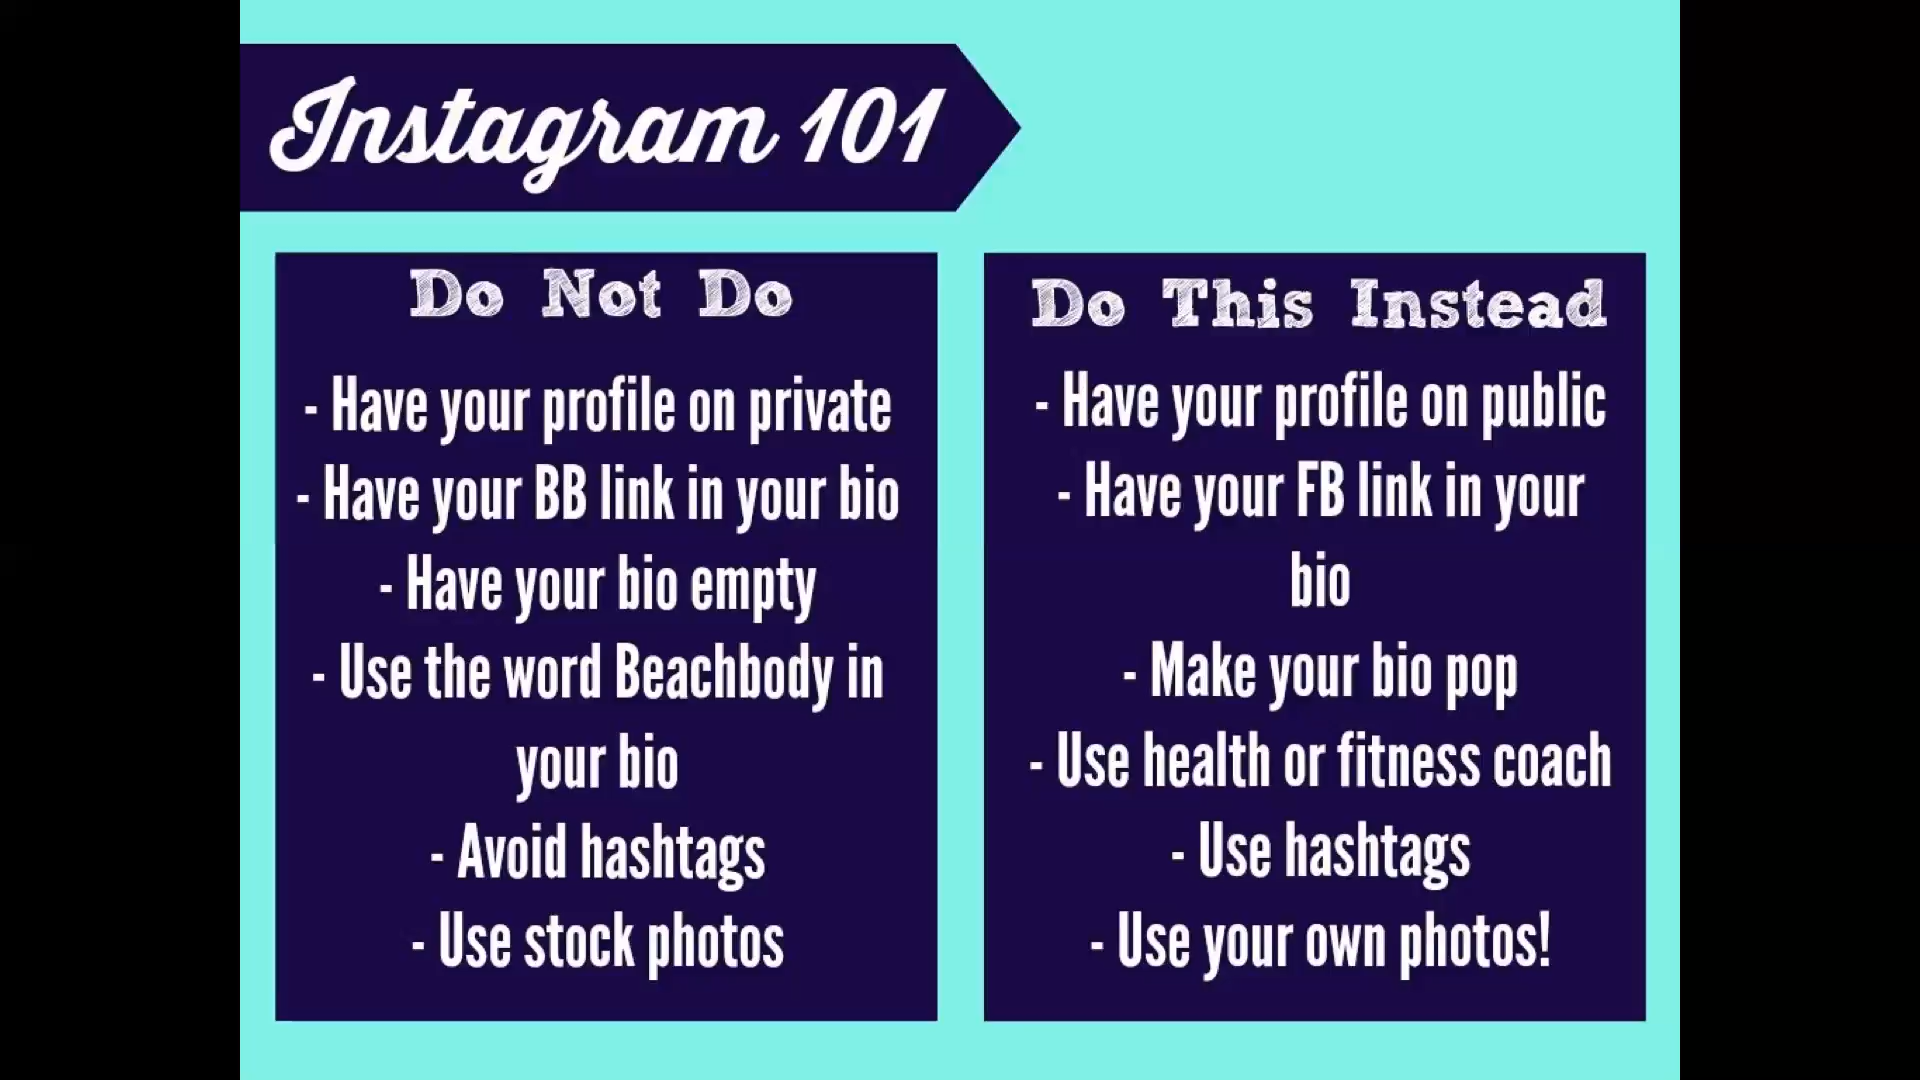 Instagram 101
Do Not Do
- Have your profile on private
- Have your BB link in your bio
- Have your bio empty
- Use the word Beachbody in
your bio
- Avoid hashtags
- Use stock photos
Do This Instead
- Have your profile on public
- Have your FB link in your
bio
- Make your bio pop
- Use health or fitness coach
- Use hashtags
- Use your own photos!